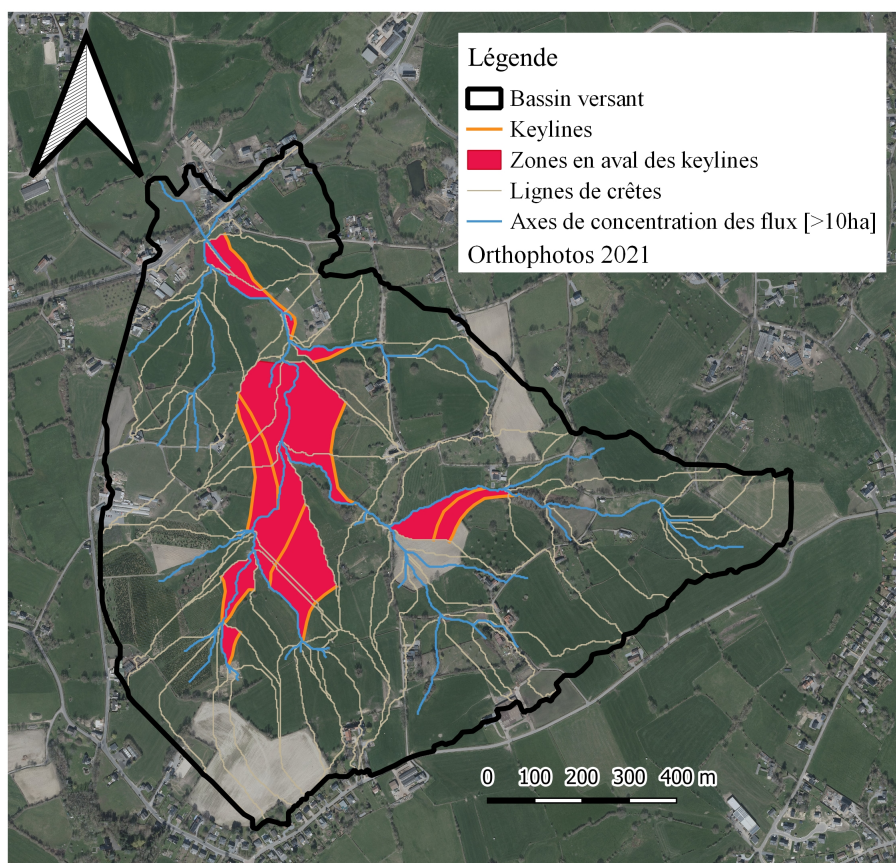 Légende
Bassin versant
Keylines
Zones en aval des keylines
Lignes de crêtes
Axes de concentration des flux [>10ha]
Orthophotos 2021
0 100 200 300 400 m